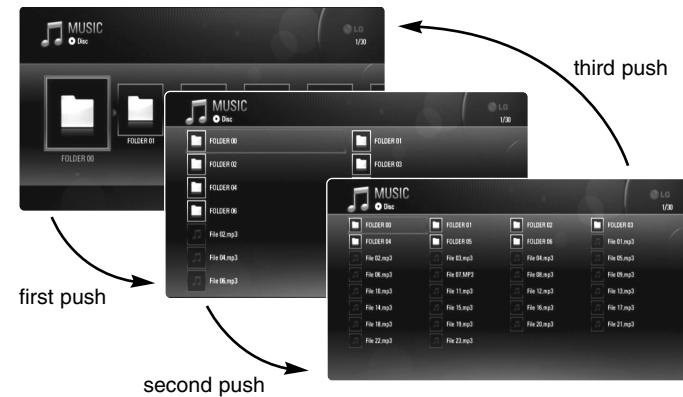 MUSIC
Disc
LG
1/30
FOLDER 00
FOLDER 01
third push
MUSIC
Disc
LG
1/30
FOLDER 00 FOLDER 01
FOLDER 02 FOLDER 03
FOLDER 04
FOLDER 06
File 02.mp3
File 04.mp3
File 06.mp3
MUSIC
Disc
LG
1/30
FOLDER 00 FOLDER 01 FOLDER 02 FOLDER 03
FOLDER 04 FOLDER 05 FOLDER 06 File 01.mp3
File 02.mp3 File 03.mp3 File 04.mp3 File 05.mp3
File 06.mp3 File 07.MP3 File 08.mp3 File 09.mp3
File 10.mp3 File 11.mp3 File 12.mp3 File 13.mp3
File 14.mp3 File 15.mp3 File 16.mp3 File 17.mp3
File 18.mp3 File 19.mp3 File 20.mp3 File 21.mp3
File 22.mp3 File 23.mp3
first push
second push